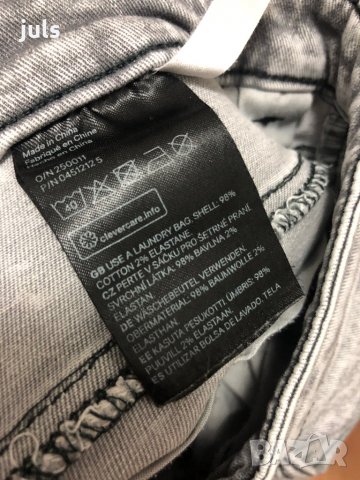 juls
Made in China
Fabriqué en Chine
Hecho en China
O/N 250011
P/N 0451212 5
40
clevercare.info
GB USE A LAUNDRY BAG. SHELL: 98%
COTTON 2% ELASTANE
CZ PERTE V SÁČKU PRO ŠETRNÉ PRANÍ.
SVRCHNÍ LÁTKA: 98% BAVLNA 2%
ELASTAN
DE WÄSCHEBEUTEL VERWENDEN.
OBERMATERIAL: 98% BAUMWOLLE 2%
ELASTHAN.
EE KASUTA PESUKOTTI. ÜMBRIS: 98%
PUUVILL 2% ELASTAAN.
ES UTILIZAR BOLSA DE LAVADO. TELA
BAZAR